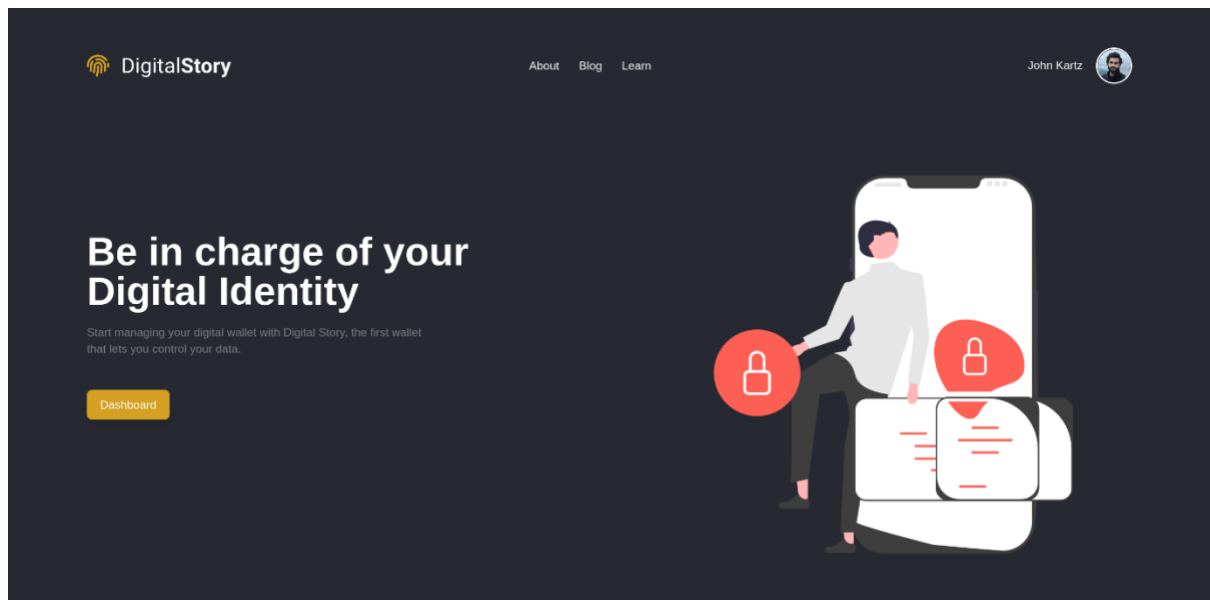 DigitalStory
About Blog Learn
John Kartz
Be in charge of your
Digital Identity
Start managing your digital wallet with Digital Story, the first wallet
that lets you control your data.
Dashboard